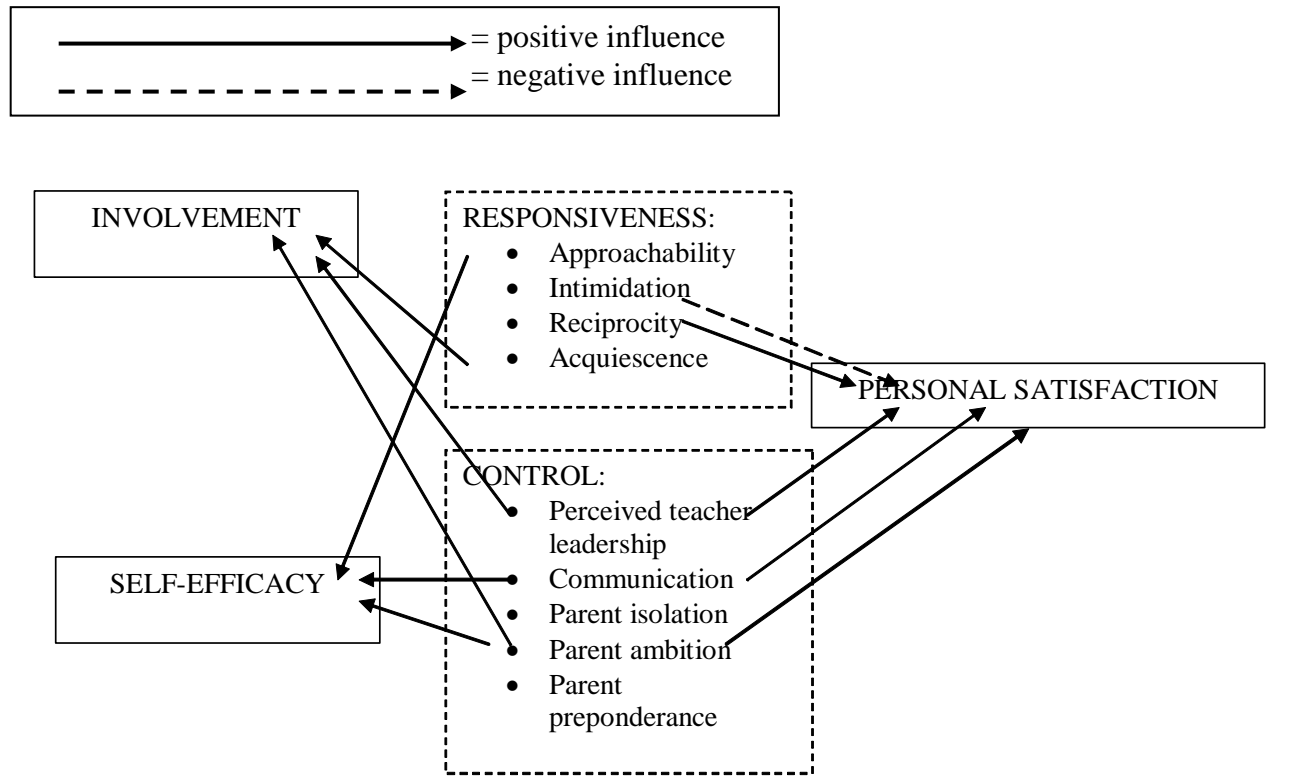 = positive influence
= negative influence
INVOLVEMENT
RESPONSIVENESS:
• Approachability
• Intimidation
• Reciprocity
• Acquiescence
PERSONAL SATISFACTION
CONTROL:
• Perceived teacher
leadership
• Communication
• Parent isolation
• Parent ambition
• Parent
preponderance
SELF-EFFICACY